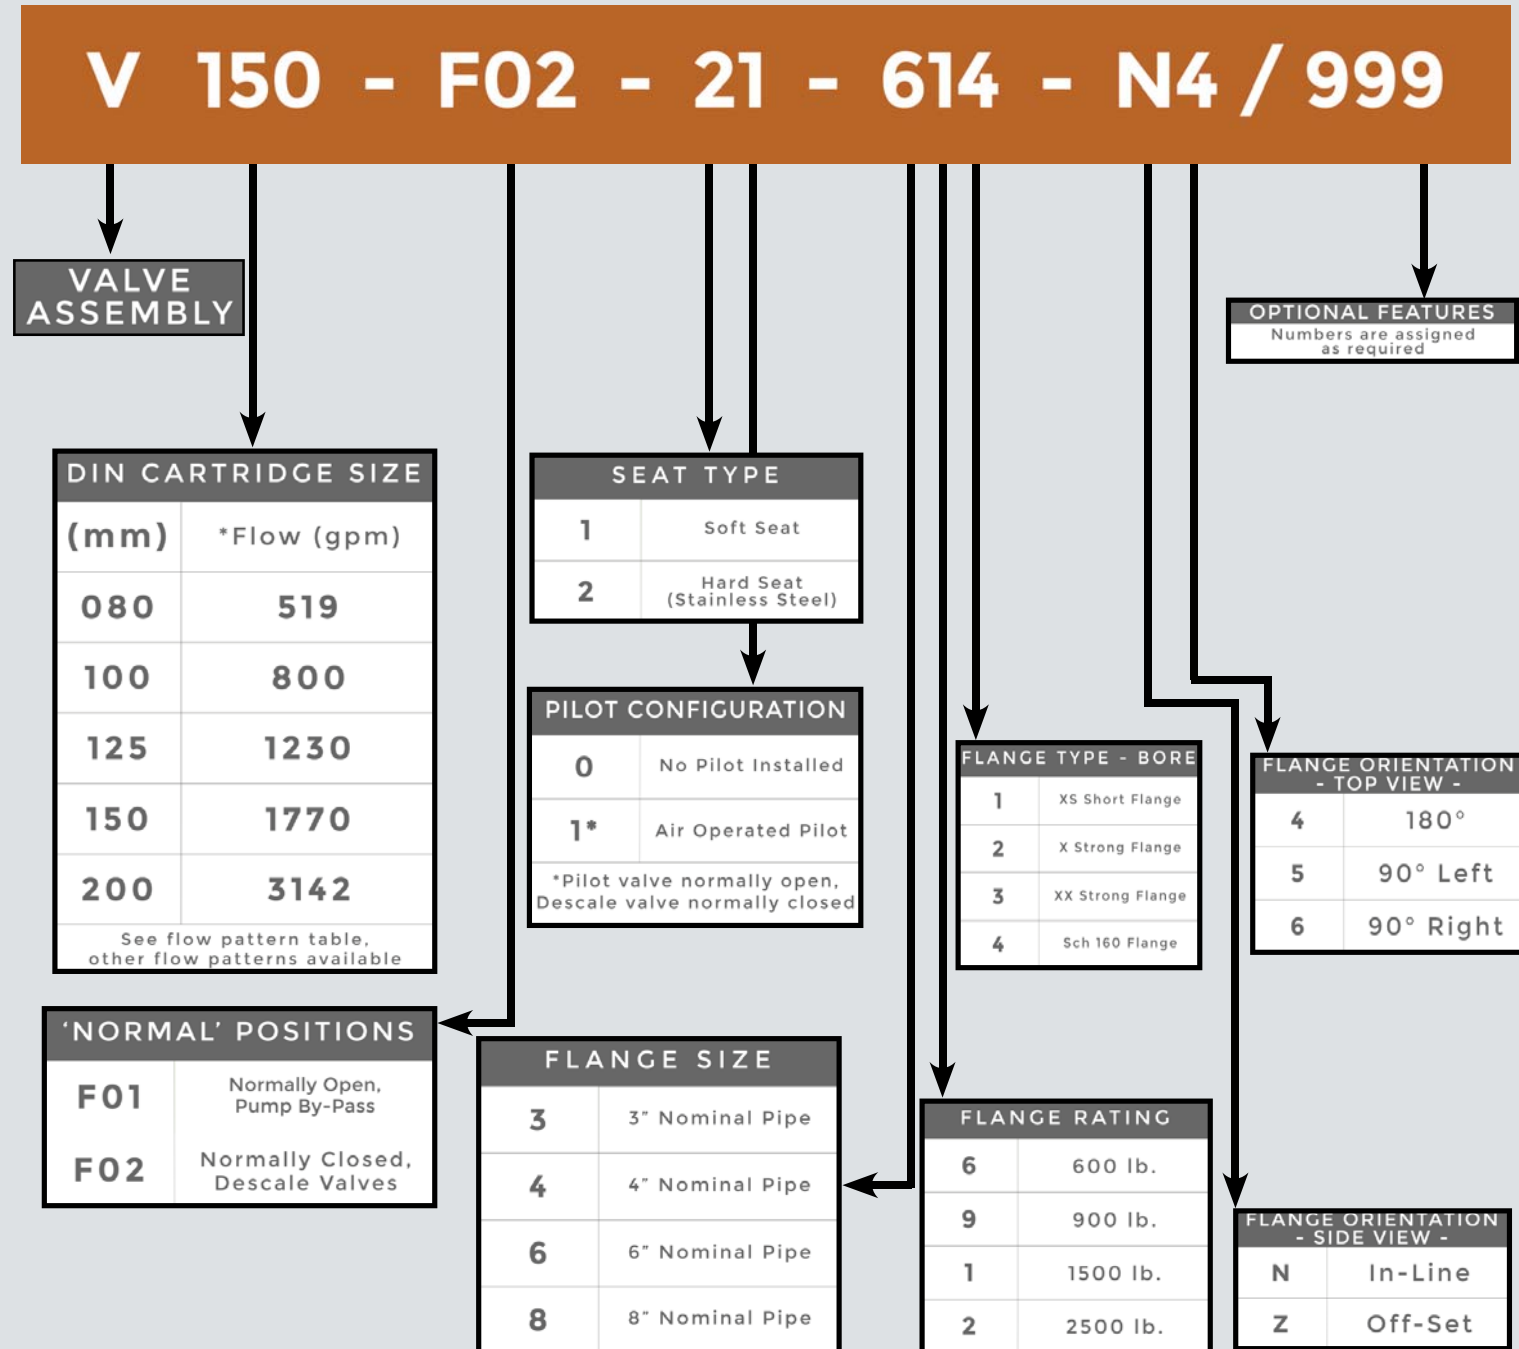 V 150 - F02 - 21 - 614 - N4 / 999
VALVE
ASSEMBLY
OPTIONAL FEATURES
Numbers are assigned
as required
DIN CARTRIDGE SIZE
(mm) *Flow (gpm)
080 519
100 800
125 1230
150 1770
200 3142
See flow pattern table,
other flow patterns available
SEAT TYPE
1 Soft Seat
2 Hard Seat
(Stainless Steel)
PILOT CONFIGURATION
0 No Pilot Installed
1* Air Operated Pilot
*Pilot valve normally open,
Descale valve normally closed
FLANGE TYPE - BORE
1 XS Short Flange
2 X Strong Flange
3 XX Strong Flange
4 Sch 160 Flange
FLANGE ORIENTATION
- TOP VIEW -
4 180°
5 90° Left
6 90° Right
'NORMAL' POSITIONS
F01 Normally Open,
Pump By-Pass
F02 Normally Closed,
Descale Valves
FLANGE SIZE
3 3" Nominal Pipe
4 4" Nominal Pipe
6 6" Nominal Pipe
8 8" Nominal Pipe
FLANGE RATING
6 600 lb.
9 900 lb.
1 1500 lb.
2 2500 lb.
FLANGE ORIENTATION
- SIDE VIEW -
N In-Line
Z Off-Set